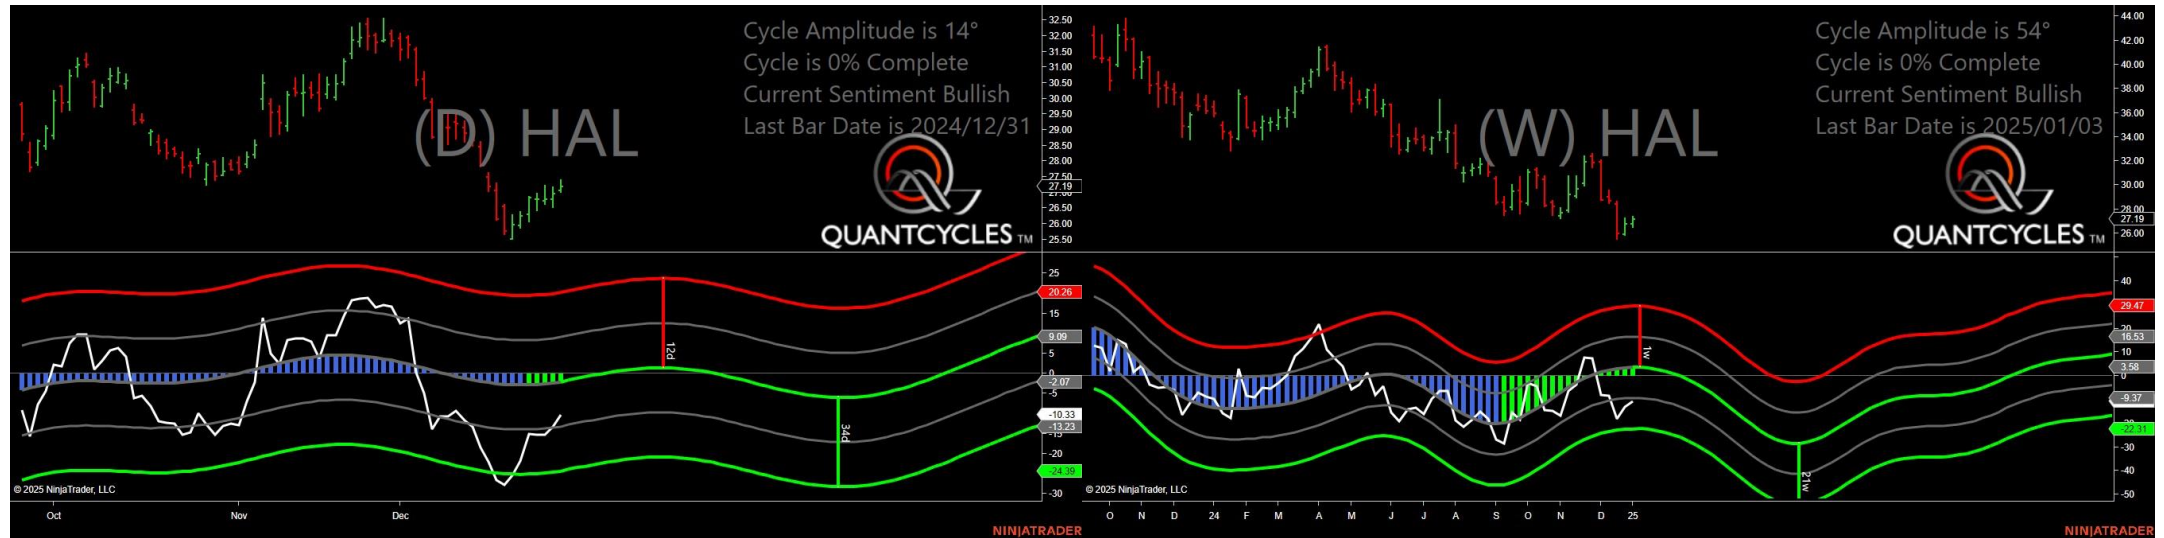 Cycle Amplitude is 14°
Cycle is 0% Complete
Current Sentiment Bullish
Last Bar Date is 2024/12/31
(D) HAL
QUANTCYCLES TM
32.50
32.00
31.50
31.00
30.50
30.00
29.50
29.00
28.50
28.00
27.50
27.19
26.50
26.00
25.50
25
20.26
15
9.09
5
0
-2.07
-5
-10.33
-13.23
-20
-24.39
-30
12d
34d
© 2025 NinjaTrader, LLC
Oct
Nov
Dec
NINJATRADER
Cycle Amplitude is 54°
Cycle is 0% Complete
Current Sentiment Bullish
Last Bar Date is 2025/01/03
(W) HAL
QUANTCYCLES TM
44.00
42.00
40.00
38.00
36.00
34.00
32.00
30.00
28.00
27.19
26.00
40
29.47
20
16.53
10
3.58
0
-9.37
-22.31
-30
-40
-50
1w
21w
© 2025 NinjaTrader, LLC
O N D 24 F M A M J J A S O N D 25
NINJATRADER